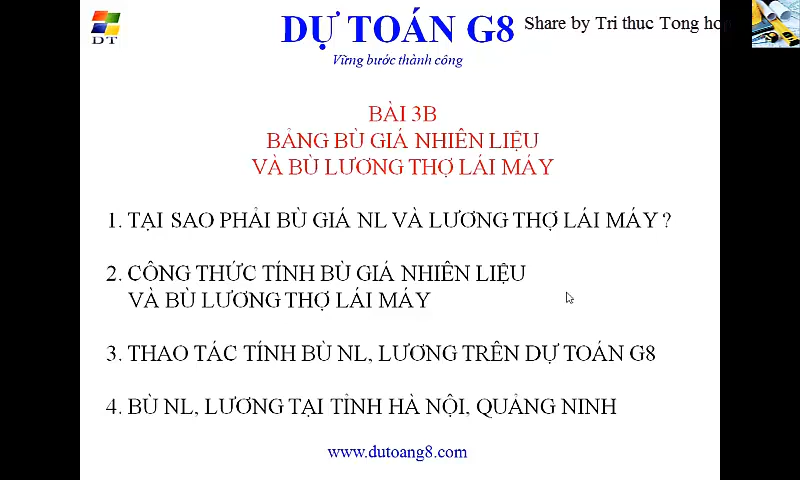 DT
DỰ TOÁN G8
Share by Tri thuc Tong hop
Vững bước thành công
BÀI 3B
BẢNG BÙ GIÁ NHIÊN LIỆU
VÀ BÙ LƯƠNG THỢ LÁI MÁY
1. TẠI SAO PHẢI BÙ GIÁ NL VÀ LƯƠNG THỢ LÁI MÁY ?
2. CÔNG THỨC TÍNH BÙ GIÁ NHIÊN LIỆU
VÀ BÙ LƯƠNG THỢ LÁI MÁY
3. THAO TÁC TÍNH BÙ NL, LƯƠNG TRÊN DỰ TOÁN G8
4. BÙ NL, LƯƠNG TẠI TỈNH HÀ NỘI, QUẢNG NINH
www.dutoang8.com